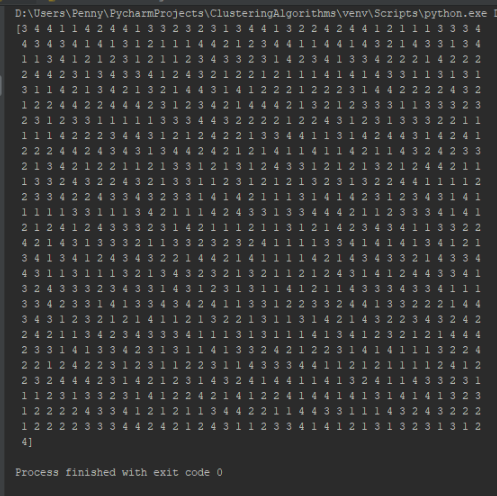 D:\Users\Penny\PycharmProjects\ClusteringAlgorithms\venv\Scripts\python.exe
[3 4 4 1 1 4 2 4 4 1 3 3 2 3 2 3 1 3 4 4 1 3 2 2 4 2 4 4 1 2 1 1 1 3 3 3 4
4 3 4 3 4 1 4 1 3 1 2 1 1 1 4 4 2 1 2 3 4 4 1 1 4 4 1 4 3 2 1 4 3 3 1 3 4
1 1 3 4 1 2 1 2 3 1 2 1 1 2 1 3 4 4 1 1 3 3 3 1 3 2 1 2 1 4 4 1 4 2 2 2
2 4 4 2 3 1 3 4 3 3 4 1 2 4 3 2 1 2 2 1 2 1 1 1 4 1 4 1 4 3 3 1 1 3 1 3 1
3 1 1 4 2 1 3 4 2 1 3 2 1 4 4 3 1 4 1 2 2 2 1 2 2 2 3 1 4 4 2 2 2 2 4 3 2
1 2 2 4 4 2 2 4 4 4 2 3 1 2 3 4 2 1 4 4 4 2 1 3 2 1 2 3 3 3 1 1 3 3 3 2 3
2 3 1 2 3 3 1 1 1 1 1 3 3 3 4 4 3 2 2 2 2 1 2 2 4 3 1 2 3 1 3 3 3 2 2 1 1
1 1 1 4 2 2 2 3 4 4 3 1 2 1 2 4 2 2 1 3 3 4 4 1 1 3 1 4 2 4 4 3 1 4 2 4 1
2 2 2 4 4 2 4 3 4 3 1 3 4 4 2 4 2 1 2 1 4 1 1 4 1 1 4 2 1 1 4 3 2 4 2 3 3
2 1 3 4 2 1 2 2 1 1 2 1 3 3 1 2 1 3 1 2 4 3 3 1 2 1 2 1 3 2 1 2 4 4 2 1 1
1 3 3 2 4 3 2 2 4 3 2 1 3 3 1 1 2 3 1 2 1 2 1 3 2 3 1 3 2 2 4 4 1 1 1 1 2
2 3 3 4 2 2 4 3 3 4 3 2 3 3 1 4 1 4 2 1 1 1 3 1 4 1 4 2 3 1 2 3 4 3 1 4 1
1 1 1 1 3 3 1 1 1 3 4 2 1 1 1 4 2 4 3 3 1 3 3 4 4 4 2 1 1 2 3 3 3 4 1 4 1
2 1 2 4 1 2 4 3 3 3 2 3 1 4 2 1 1 1 2 1 1 1 3 1 2 1 4 2 3 4 3 4 1 1 3 3 2 2
4 2 1 4 3 1 3 3 3 2 1 1 3 3 2 3 2 3 2 4 1 1 1 1 3 3 4 1 4 1 4 1 3 4 1 2 1
3 4 1 3 4 1 2 4 3 4 3 2 2 1 4 4 2 1 4 1 1 1 1 3 1 4 2 1 4 3 4 3 3 2 1 4 3 3 4
4 3 1 1 3 1 1 1 3 2 1 3 4 3 2 3 2 3 1 3 2 1 1 2 1 2 4 3 1 4 1 2 4 4 3 3 4 1
3 2 4 3 3 3 2 3 4 3 3 1 4 3 1 2 3 1 3 1 1 4 1 2 1 1 4 3 3 3 4 3 3 4 1 1 1
3 3 4 2 3 3 1 4 1 3 3 4 3 4 2 4 1 1 3 3 1 2 2 3 3 2 4 4 1 3 3 2 2 2 1 4 4
3 4 3 1 2 3 2 1 2 1 4 1 1 2 1 3 2 2 1 3 3 1 1 3 1 2 1 4 3 2 2 2 3 4 2 4 2
2 4 2 1 1 3 4 2 3 4 3 3 3 4 1 1 1 3 1 3 1 1 1 4 1 3 4 1 2 3 2 1 2 1 4 4 4
2 3 3 1 4 1 3 3 4 2 3 1 3 1 1 4 1 3 3 2 4 2 1 2 2 3 1 4 1 4 1 1 1 3 2 2 4
2 2 1 2 4 2 2 3 1 2 3 1 1 2 2 3 1 1 4 3 3 3 4 4 1 1 2 1 2 1 1 1 1 2 4 1 2
2 3 2 4 4 2 3 1 4 2 1 2 3 1 4 3 2 4 1 4 4 1 1 4 1 3 2 4 1 1 4 4 3 3 2 3 1
1 1 2 3 1 3 3 2 3 1 4 1 2 2 4 2 1 4 2 2 4 1 4 4 1 4 1 3 1 4 1 4 1 3 2 3
1 2 2 2 2 4 3 3 4 1 2 1 2 1 1 3 4 4 2 2 1 1 4 4 3 3 1 1 1 4 3 2 4 3 2 2 2
1 2 2 2 2 3 3 3 4 4 2 4 2 1 2 4 3 1 1 2 3 3 4 1 4 1 2 1 3 1 3 2 3 1 3 1 2
4]
Process finished with exit code 0